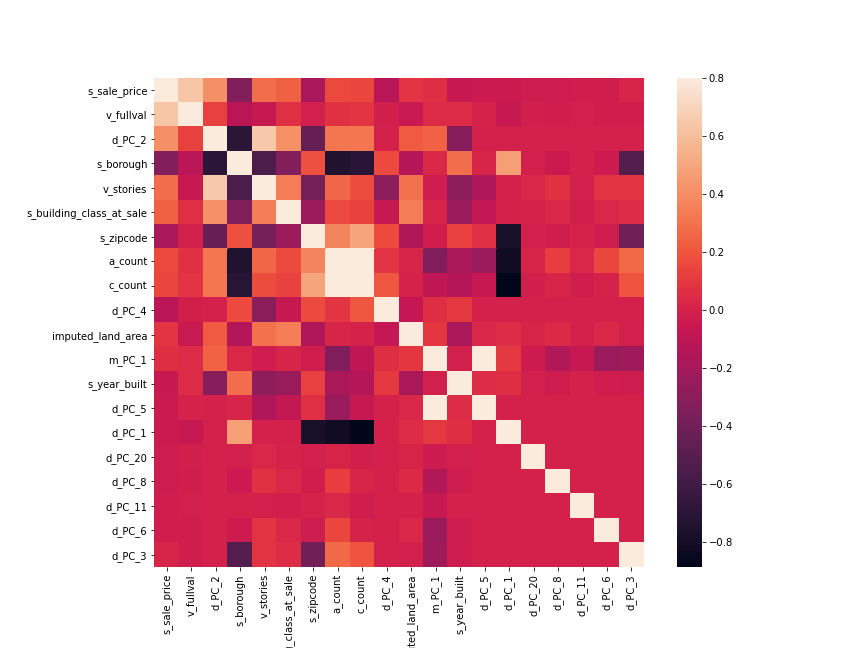 s_sale_price
v_fullval
d_PC_2
s_borough
v_stories
s_building_class_at_sale
s_zipcode
a_count
c_count
d_PC_4
imputed_land_area
m_PC_1
s_year_built
d_PC_5
d_PC_1
d_PC_20
d_PC_8
d_PC_11
d_PC_6
d_PC_3
s_sale_price
v_fullval
d_PC_2
s_borough
v_stories
_class_at_sale
s_zipcode
a_count
c_count
d_PC_4
ted_land_area
m_PC_1
s_year_built
d_PC_5
d_PC_1
d_PC_20
d_PC_8
d_PC_11
d_PC_6
d_PC_3
0.8
0.6
0.4
0.2
0.0
−0.2
−0.4
−0.6
−0.8